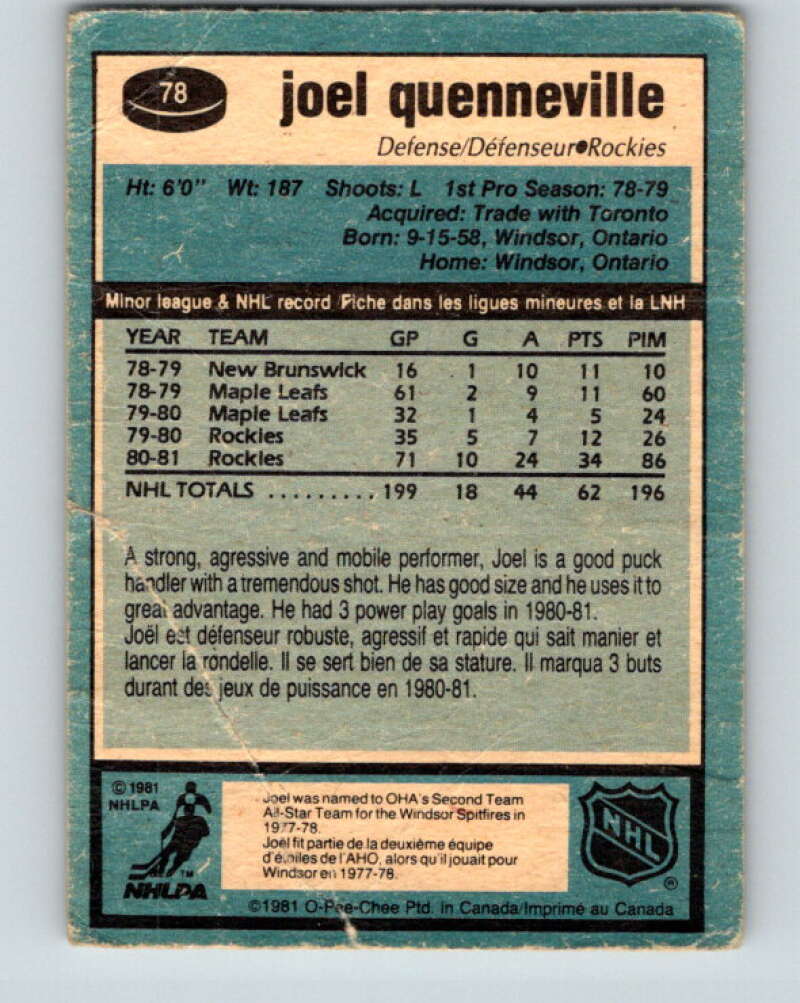 78
joel quenneville
Defense/Défenseur●Rockies
Ht: 6'0" Wt: 187 Shoots: L 1st Pro Season: 78-79
Acquired: Trade with Toronto
Born: 9-15-58, Windsor, Ontario
Home: Windsor, Ontario
Minor league & NHL record/Fiche dans les ligues mineures et la LNH
YEAR TEAM GP G A PTS PIM
78-79 New Brunswick 16 1 10 11 10
78-79 Maple Leafs 61 2 9 11 60
79-80 Maple Leafs 32 1 4 5 24
79-80 Rockies 35 5 7 12 26
80-81 Rockies 71 10 24 34 86
NHL TOTALS ......... 199 18 44 62 196
A strong, agressive and mobile performer, Joel is a good puck
handler with a tremendous shot. He has good size and he uses it to
great advantage. He had 3 power play goals in 1980-81.
Joël est défenseur robuste, agressif et rapide qui sait manier et
lancer la rondelle. Il se sert bien de sa stature. Il marqua 3 buts
durant des jeux de puissance en 1980-81.
© 1981
NHLPA
Joel was named to OHA's Second Team
All-Star Team for the Windsor Spitfires in
1977-78.
Joël fit partie de la deuxième équipe
d'étoiles de l'AHO, alors qu'il jouait pour
Windsor en 1977-78.
TM
NHLPA
NHL
®
©1981 O-Pee-Chee Ptd. in Canada/Imprimé au Canada